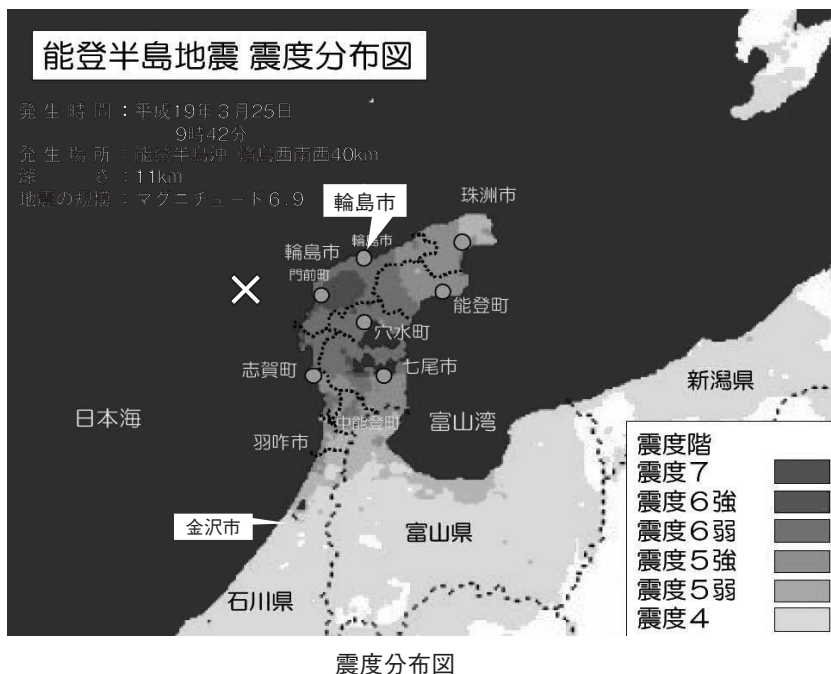 能登半島地震 震度分布図
発生時間：平成19年3月25日
9時42分
発生場所：能登半島沖 輪島西南西40km
深さ：11km
地震の規模：マグニチュード6.9
輪島市
珠洲市
輪島市
輪島市
門前町
能登町
穴水町
志賀町
七尾市
新潟県
日本海
中能登町
富山湾
羽咋市
金沢市
富山県
石川県
震度階
震度7
震度6強
震度6弱
震度5強
震度5弱
震度4
震度分布図